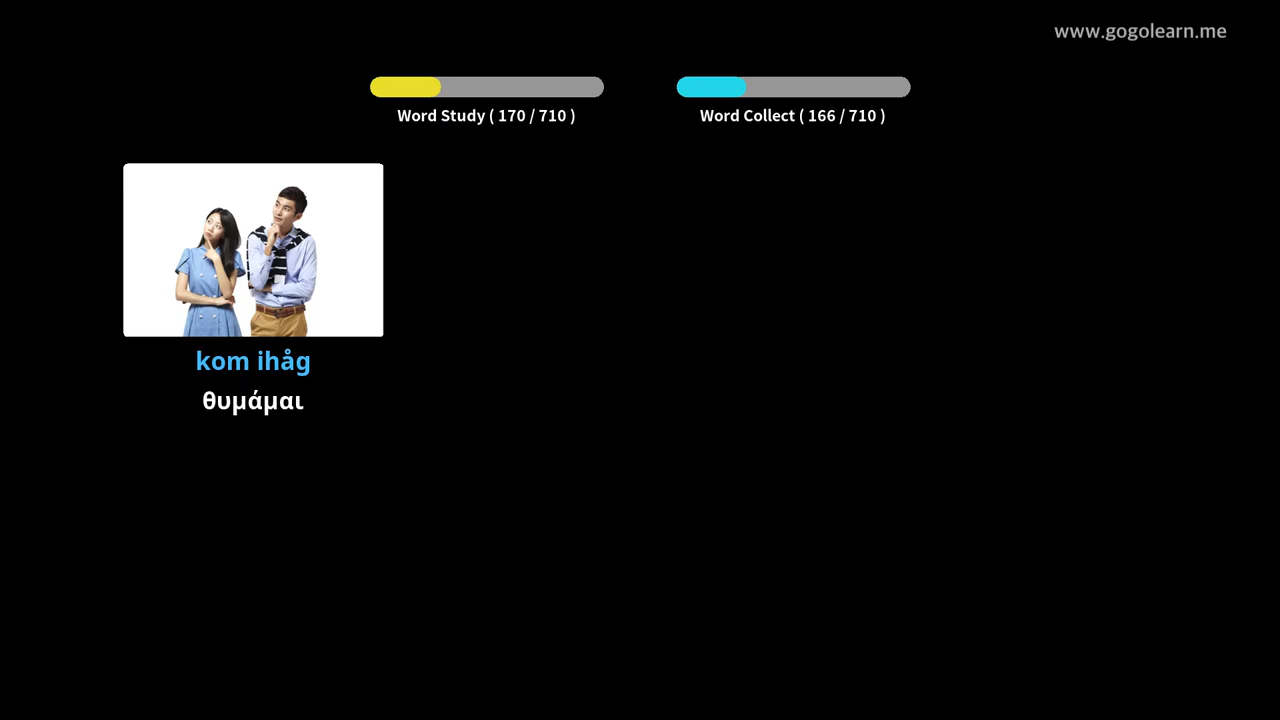 www.gogolearn.me
Word Study ( 170 / 710 )
Word Collect ( 166 / 710 )
kom ihåg
θυμάμαι